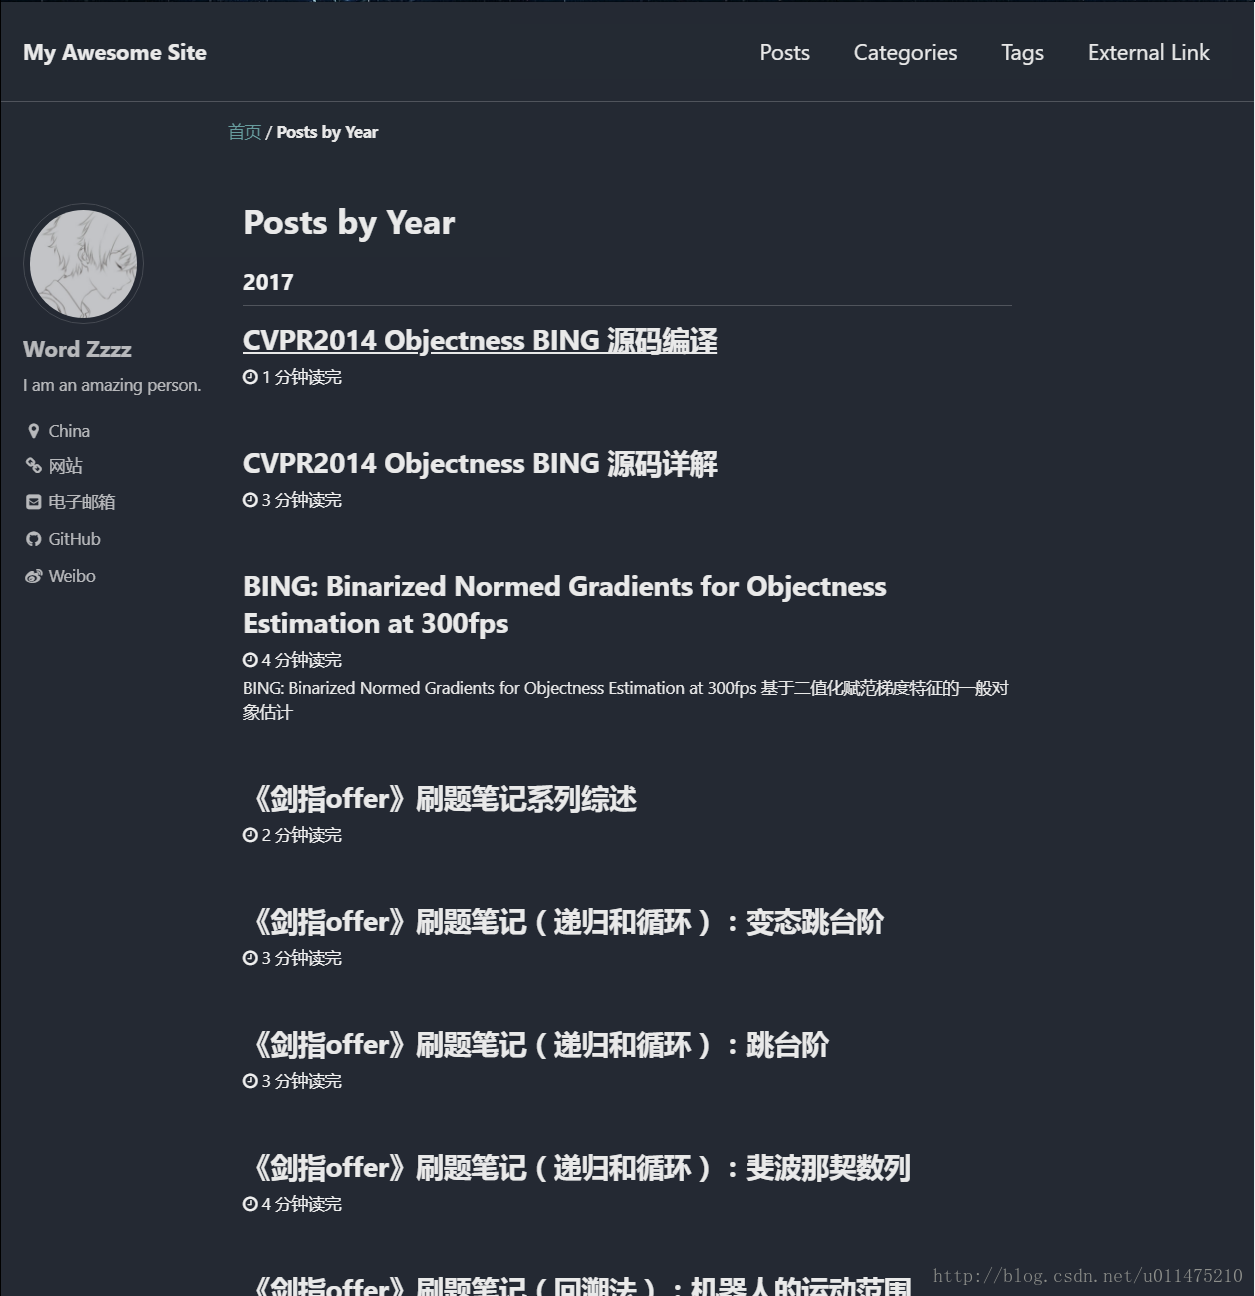 My Awesome Site
Posts
Categories
Tags
External Link
首页 / Posts by Year
Word Zzzz
I am an amazing person.
China
网站
电子邮箱
GitHub
Weibo
Posts by Year
2017
CVPR2014 Objectness BING 源码编译
1 分钟读完
CVPR2014 Objectness BING 源码详解
3 分钟读完
BING: Binarized Normed Gradients for Objectness
Estimation at 300fps
4 分钟读完
BING: Binarized Normed Gradients for Objectness Estimation at 300fps 基于二值化赋范梯度特征的一般对
象估计
《剑指offer》刷题笔记系列综述
2 分钟读完
《剑指offer》刷题笔记（递归和循环）：变态跳台阶
3 分钟读完
《剑指offer》刷题笔记（递归和循环）：跳台阶
3 分钟读完
《剑指offer》刷题笔记（递归和循环）：斐波那契数列
4 分钟读完
《剑指offer》刷题笔记（回溯法）：机器人的运动范围
http://blog.csdn.net/u011475210